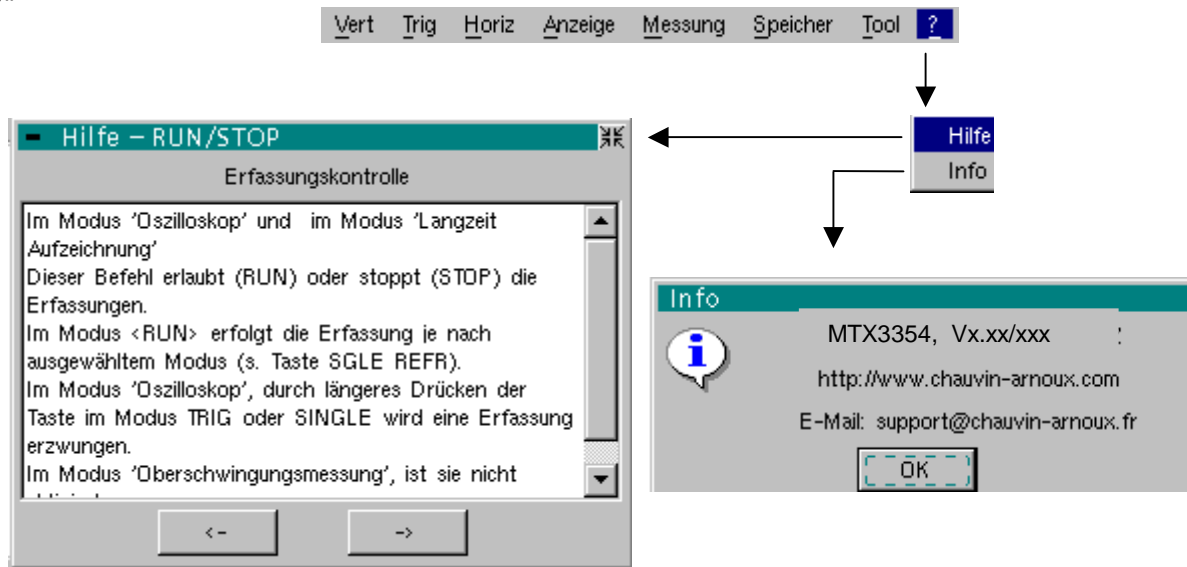 Vert Trig Horiz Anzeige Messung Speicher Tool ?
Hilfe
Info
Hilfe – RUN/STOP
Erfassungskontrolle
Im Modus 'Oszilloskop' und im Modus 'Langzeit
Aufzeichnung'
Dieser Befehl erlaubt (RUN) oder stoppt (STOP) die
Erfassungen.
Im Modus <RUN> erfolgt die Erfassung je nach
ausgewähltem Modus (s. Taste SGLE REFR).
Im Modus 'Oszilloskop', durch längeres Drücken der
Taste im Modus TRIG oder SINGLE wird eine Erfassung
erzwungen.
Im Modus 'Oberschwingungsmessung', ist sie nicht
<- ->
Info
MTX3354, Vx.xx/xxx
http://www.chauvin-arnoux.com
E-Mail: support@chauvin-arnoux.fr
OK